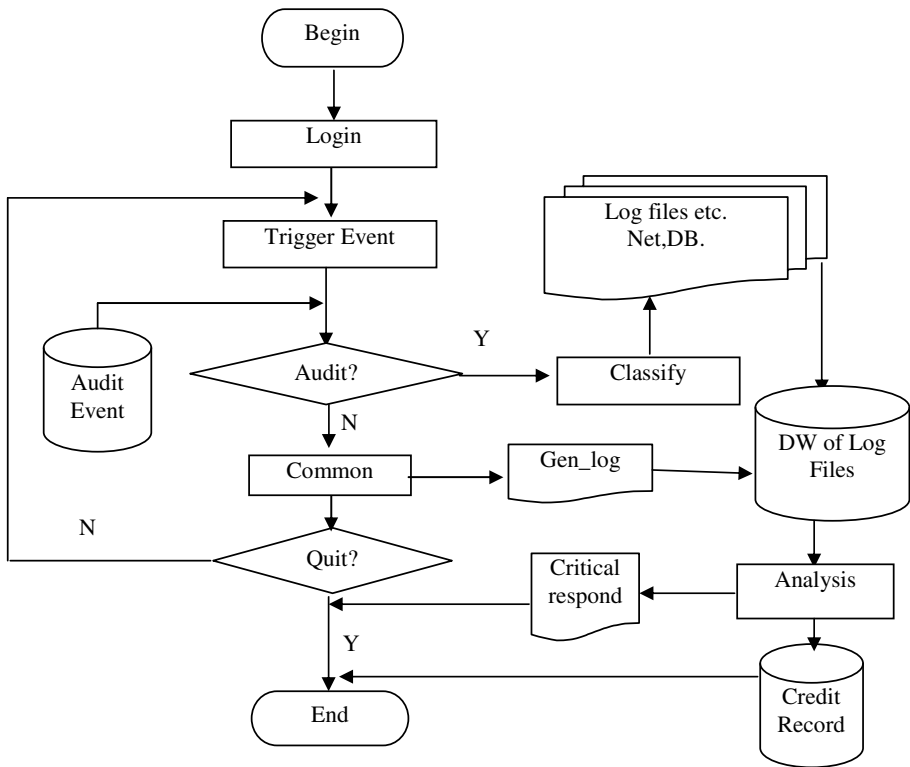 Begin
Login
Trigger Event
Log files etc.
Net,DB.
Audit
Event
Audit?
Y
Classify
N
Common
Gen_log
DW of Log
Files
N
Quit?
Critical
respond
Analysis
Y
End
Credit
Record